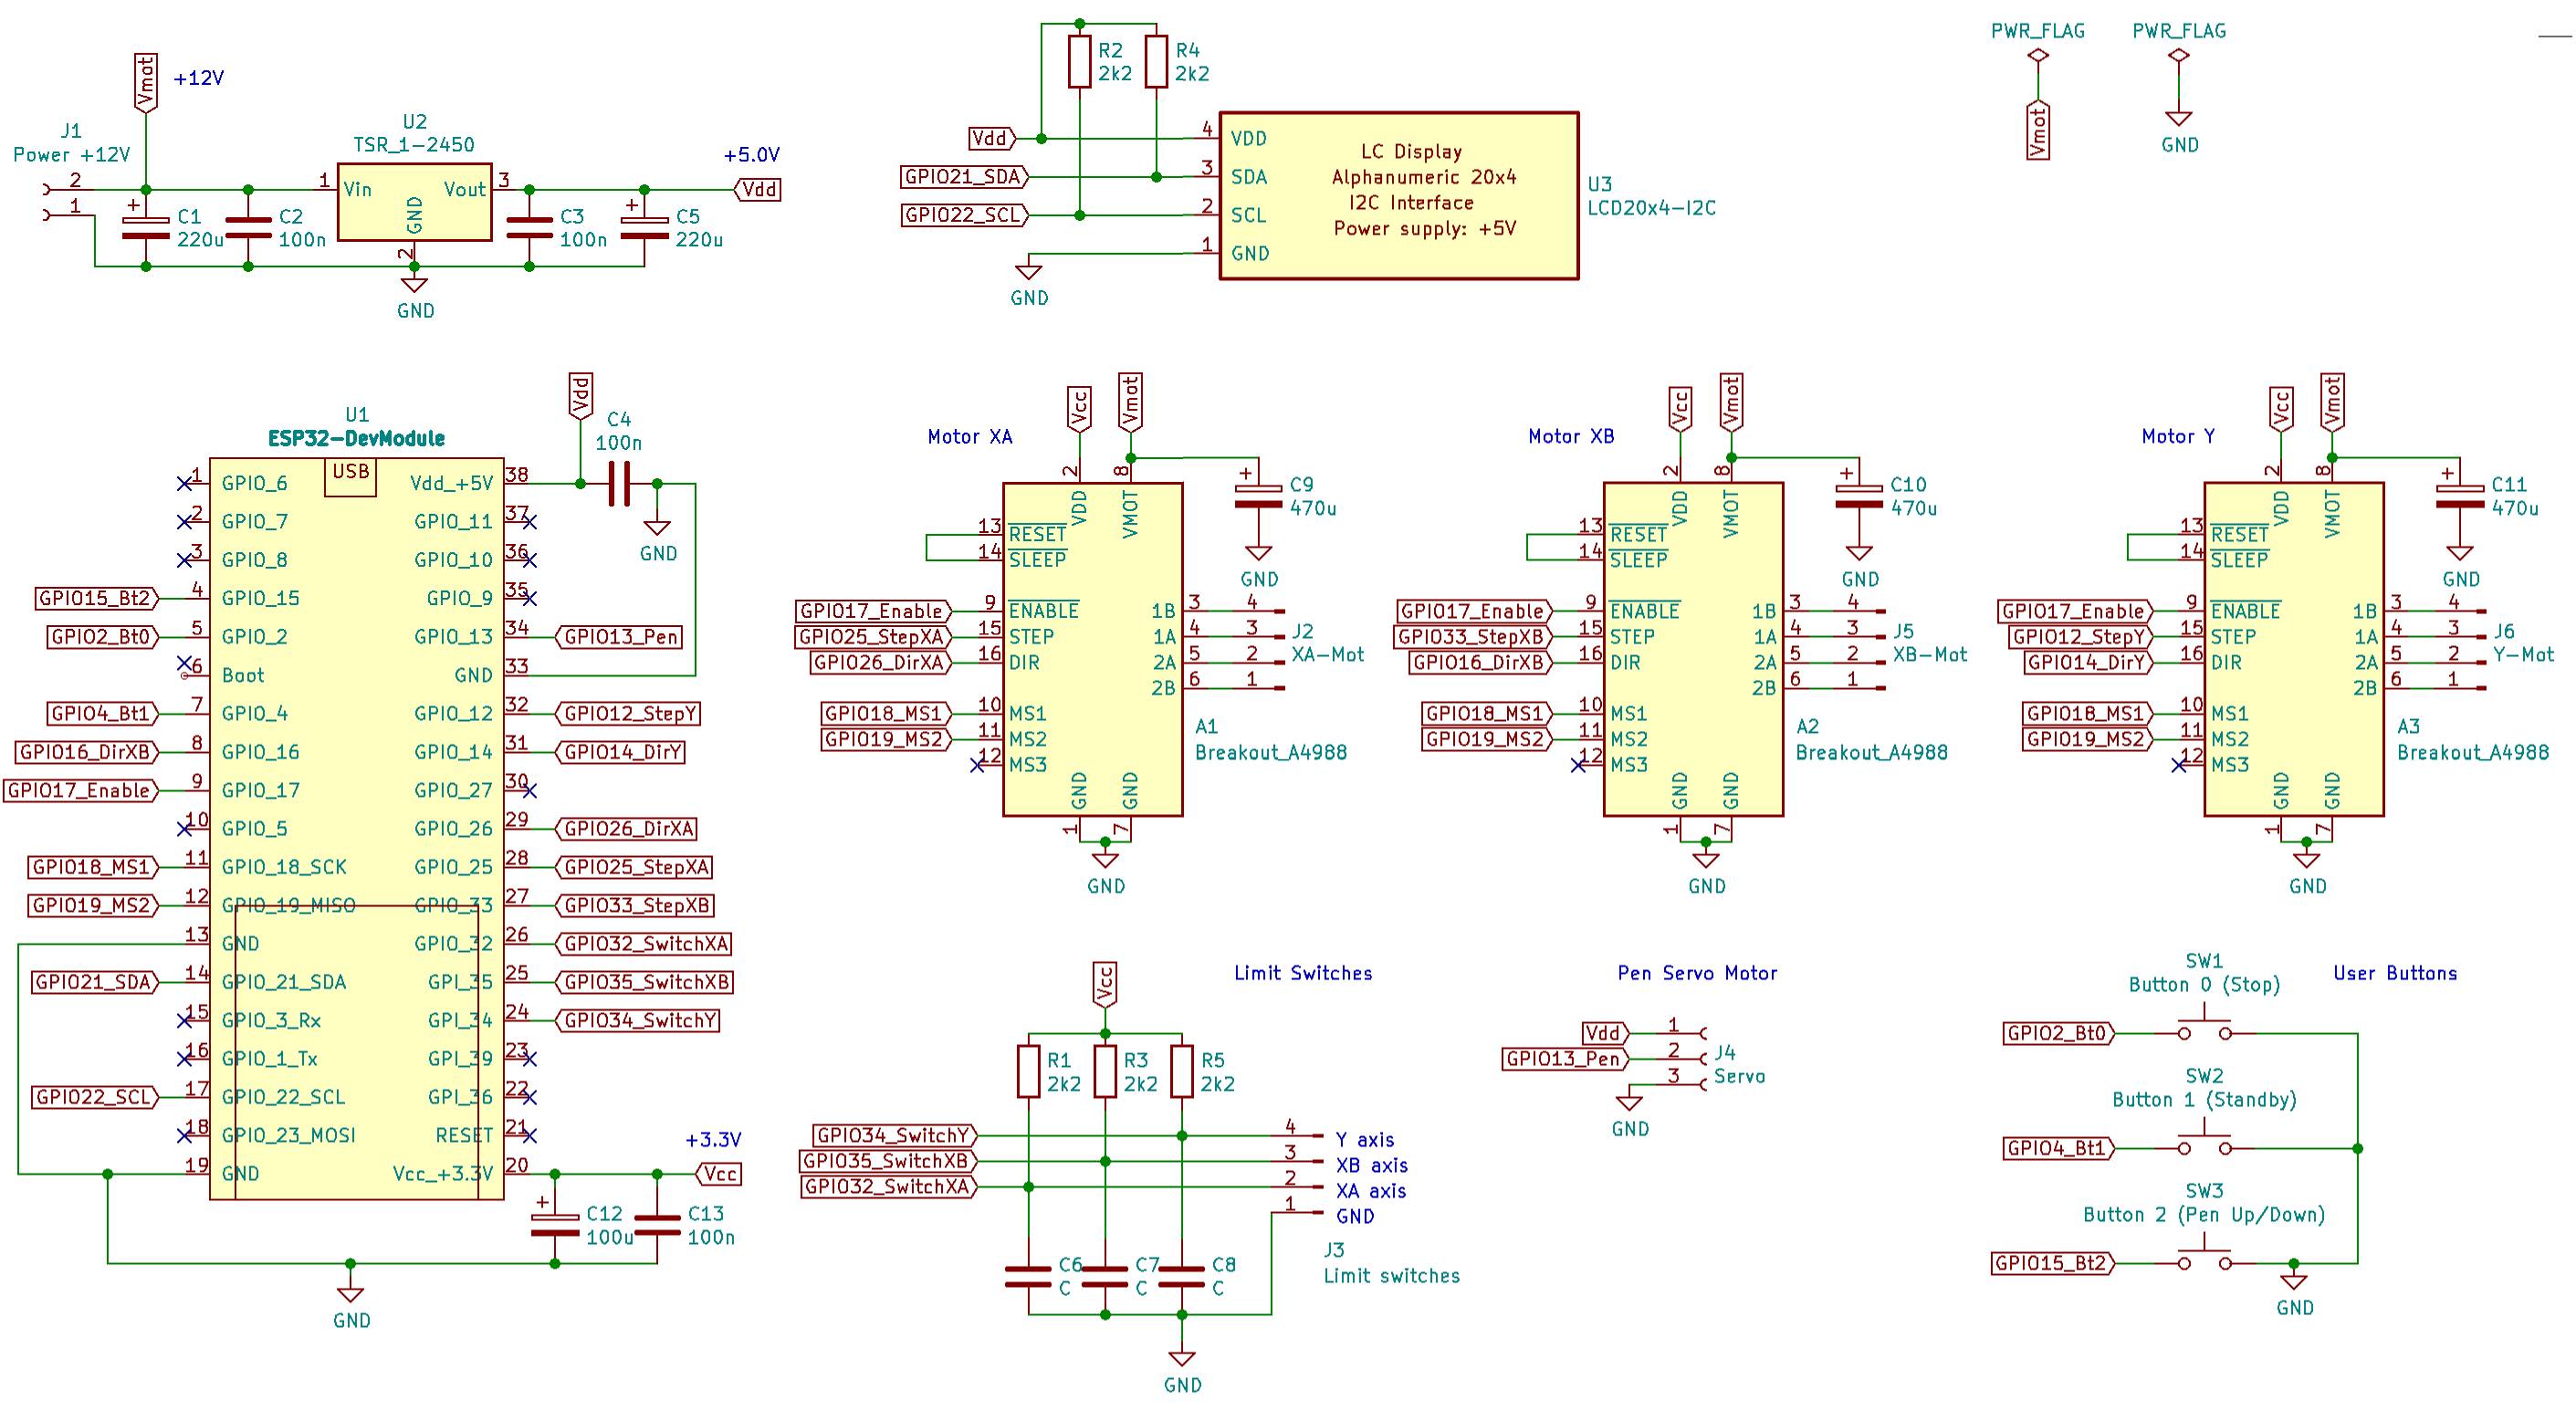 Vmot
+12V
J1
Power +12V
2
1
+
C1
220u
C2
100n
U2
TSR_1-2450
1
Vin
Vout
3
GND
2
GND
C3
100n
+
C5
220u
+5.0V
Vdd
R2
2k2
R4
2k2
Vdd
GPIO21_SDA
GPIO22_SCL
GND
4
VDD
3
SDA
2
SCL
1
GND
LC Display
Alphanumeric 20x4
I2C Interface
Power supply: +5V
U3
LCD20x4-I2C
PWR_FLAG
Vmot
PWR_FLAG
GND
U1
ESP32-DevModule
USB
Vdd
C4
100n
GND
1
GPIO_6
2
GPIO_7
3
GPIO_8
GPIO15_Bt2
4
GPIO_15
GPIO2_Bt0
5
GPIO_2
6
Boot
GPIO4_Bt1
7
GPIO_4
GPIO16_DirXB
8
GPIO_16
GPIO17_Enable
9
GPIO_17
10
GPIO_5
GPIO18_MS1
11
GPIO_18_SCK
GPIO19_MS2
12
GPIO_19_MISO
13
GND
GPIO21_SDA
14
GPIO_21_SDA
15
GPIO_3_Rx
16
GPIO_1_Tx
GPIO22_SCL
17
GPIO_22_SCL
18
GPIO_23_MOSI
19
GND
Vdd_+5V
38
GPIO_11
37
GPIO_10
36
GPIO_9
35
GPIO_13
34
GPIO13_Pen
GND
33
GPIO_12
32
GPIO12_StepY
GPIO_14
31
GPIO14_DirY
GPIO_27
30
GPIO_26
29
GPIO26_DirXA
GPIO_25
28
GPIO25_StepXA
GPIO_33
27
GPIO33_StepXB
GPIO_32
26
GPIO32_SwitchXA
GPI_35
25
GPIO35_SwitchXB
GPI_34
24
GPIO34_SwitchY
GPI_39
23
GPI_36
22
RESET
21
Vcc_+3.3V
20
+3.3V
Vcc
+
C12
100u
C13
100n
GND
Motor XA
Vcc
Vmot
2
8
VDD
VMOT
+
C9
470u
GND
13
RESET
14
SLEEP
GPIO17_Enable
9
ENABLE
GPIO25_StepXA
15
STEP
GPIO26_DirXA
16
DIR
GPIO18_MS1
10
MS1
GPIO19_MS2
11
MS2
12
MS3
1B
3
4
1A
4
3
2A
5
2
2B
6
1
J2
XA-Mot
A1
Breakout_A4988
GND
GND
1
7
GND
Motor XB
Vcc
Vmot
2
8
VDD
VMOT
+
C10
470u
GND
13
RESET
14
SLEEP
GPIO17_Enable
9
ENABLE
GPIO33_StepXB
15
STEP
GPIO16_DirXB
16
DIR
GPIO18_MS1
10
MS1
GPIO19_MS2
11
MS2
12
MS3
1B
3
4
1A
4
3
2A
5
2
2B
6
1
J5
XB-Mot
A2
Breakout_A4988
GND
GND
1
7
GND
Motor Y
Vcc
Vmot
2
8
VDD
VMOT
+
C11
470u
GND
13
RESET
14
SLEEP
GPIO17_Enable
9
ENABLE
GPIO12_StepY
15
STEP
GPIO14_DirY
16
DIR
GPIO18_MS1
10
MS1
GPIO19_MS2
11
MS2
12
MS3
1B
3
4
1A
4
3
2A
5
2
2B
6
1
J6
Y-Mot
A3
Breakout_A4988
GND
GND
1
7
GND
Vcc
Limit Switches
R1
2k2
R3
2k2
R5
2k2
GPIO34_SwitchY
4
Y axis
GPIO35_SwitchXB
3
XB axis
GPIO32_SwitchXA
2
XA axis
1
GND
J3
Limit switches
C6
C
C7
C
C8
C
GND
Pen Servo Motor
Vdd
1
GPIO13_Pen
2
3
J4
Servo
GND
User Buttons
SW1
Button 0 (Stop)
GPIO2_Bt0
SW2
Button 1 (Standby)
GPIO4_Bt1
SW3
Button 2 (Pen Up/Down)
GPIO15_Bt2
GND